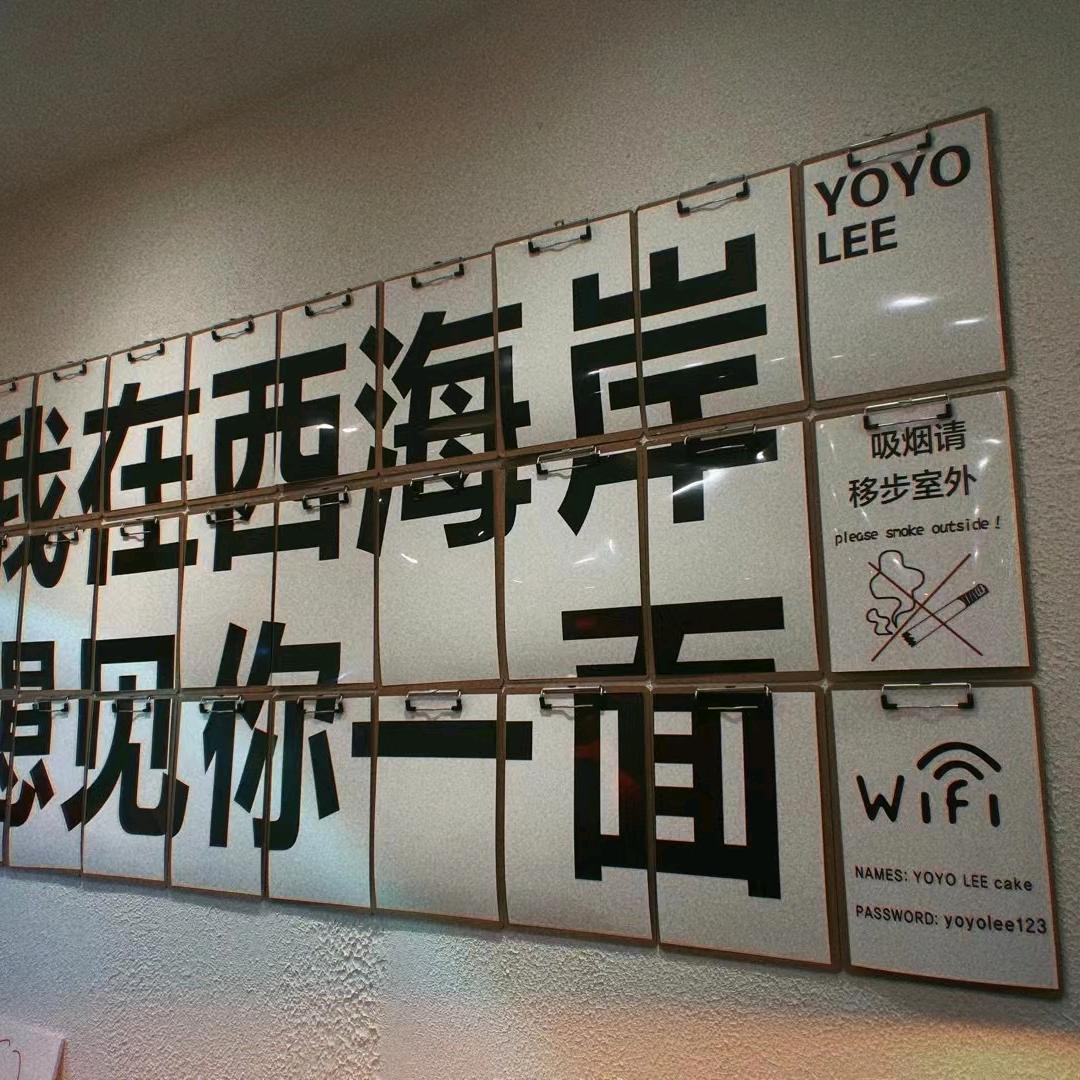 我在西海岸
想见你一面
YOYO
LEE
吸烟请
移步室外
please smoke outside!
Wifi
NAMES: YOYO LEE cake
PASSWORD: yoyolee123